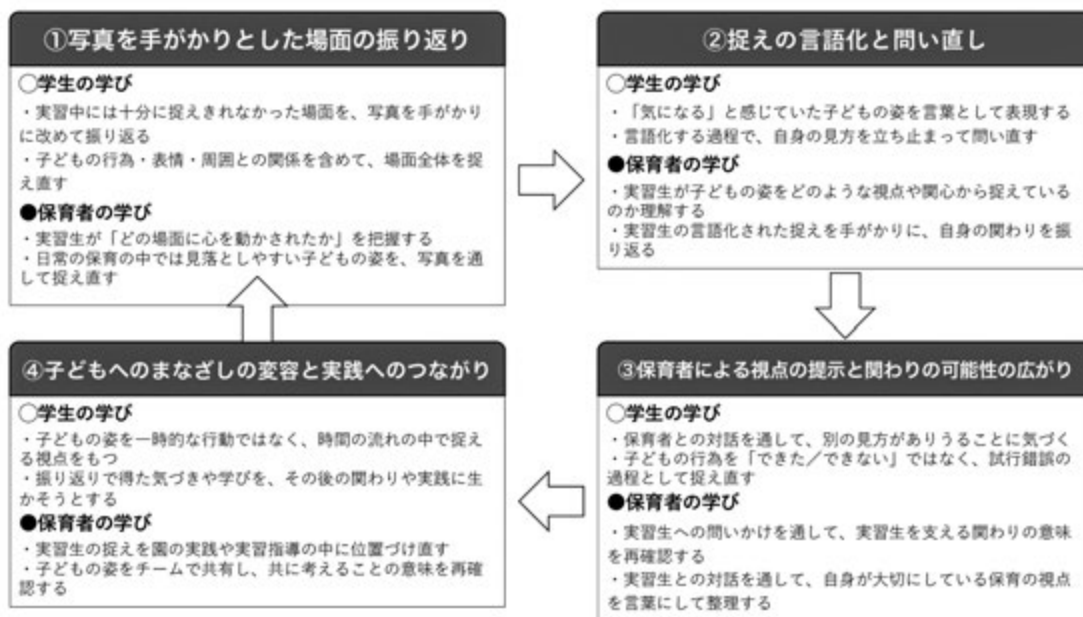 ①写真を手がかりとした場面の振り返り
○学生の学び
・実習中には十分に捉えきれなかった場面を、写真を手がかり
に改めて振り返る
・子どもの行為・表情・周囲との関係を含めて、場面全体を捉
え直す
●保育者の学び
・実習生が「どの場面に心を動かされたか」を把握する
・日常の保育の中では見落としやすい子どもの姿を、写真を通
して捉え直す
②捉えの言語化と問い直し
○学生の学び
・「気になる」と感じていた子どもの姿を言葉として表現する
・言語化する過程で、自身の見方を立ち止まって問い直す
●保育者の学び
・実習生が子どもの姿をどのような視点や関心から捉えている
のか理解する
・実習生の言語化された捉えを手がかりに、自身の関わりを振
り返る
③保育者による視点の提示と関わりの可能性の広がり
○学生の学び
・保育者との対話を通して、別の見方がありうることに気づく
・子どもの行為を「できた／できない」ではなく、試行錯誤の
過程として捉え直す
●保育者の学び
・実習生への問いかけを通して、実習生を支える関わりの意味
を再確認する
・実習生との対話を通して、自身が大切にしている保育の視点
を言葉にして整理する
④子どもへのまなざしの変容と実践へのつながり
○学生の学び
・子どもの姿を一時的な行動ではなく、時間の流れの中で捉え
る視点をもつ
・振り返りで得た気づきや学びを、その後の関わりや実践に生
かそうとする
●保育者の学び
・実習生の捉えを園の実践や実習指導の中に位置づけ直す
・子どもの姿をチームで共有し、共に考えることの意味を再確
認する